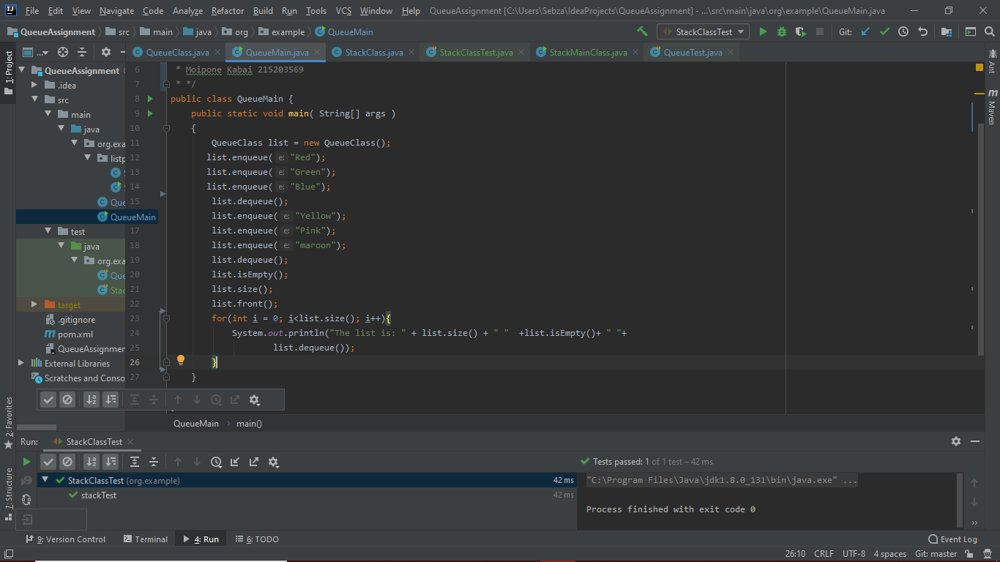 File Edit View Navigate Code Analyze Refactor Build Run Tools VCS Window Help QueueAssignment [C:\Users\Sebza\IdeaProjects\QueueAssignment] - ...\src\main\java\org\example\QueueMain.java
QueueAssignment src main java org example QueueMain StackClassTest Git:
1: Project ... QueueClass.java QueueMain.java StackClass.java StackClassTest.java StackMainClass.java QueueTest.java Ant
QueueAssignment 6 * Moipone Kabai 215203569
.idea 7 * */
src 8 public class QueueMain {
main 9 public static void main( String[] args )
java 10 {
org.exa 11 QueueClass list = new QueueClass();
listp 12 list.enqueue( e: "Red");
S 13 list.enqueue( e: "Green");
S 14 list.enqueue( e: "Blue");
Que 15 list.dequeue();
QueueMain list.enqueue( e: "Yellow");
test 17 list.enqueue( e: "Pink");
java 18 list.enqueue( e: "maroon");
org.exa 19 list.dequeue();
Que 20 list.isEmpty();
Stac 21 list.size();
target 22 list.front();
.gitignore 23 for(int i = 0; i<list.size(); i++){
pom.xml 24 System.out.println("The list is: " + list.size() + " " +list.isEmpty()+ " "+
QueueAssignmen 25 list.dequeue());
External Libraries 26 }
Scratches and Conso 27 }
Maven
QueueMain main()
2: Favorites
Run: StackClassTest
Tests passed: 1 of 1 test – 42 ms
StackClassTest (org.example) 42 ms "C:\Program Files\Java\jdk1.8.0_131\bin\java.exe" ...
stackTest 42 ms
Process finished with exit code 0
7: Structure
9: Version Control Terminal 4: Run 6: TODO Event Log
26:10 CRLF UTF-8 4 spaces Git: master